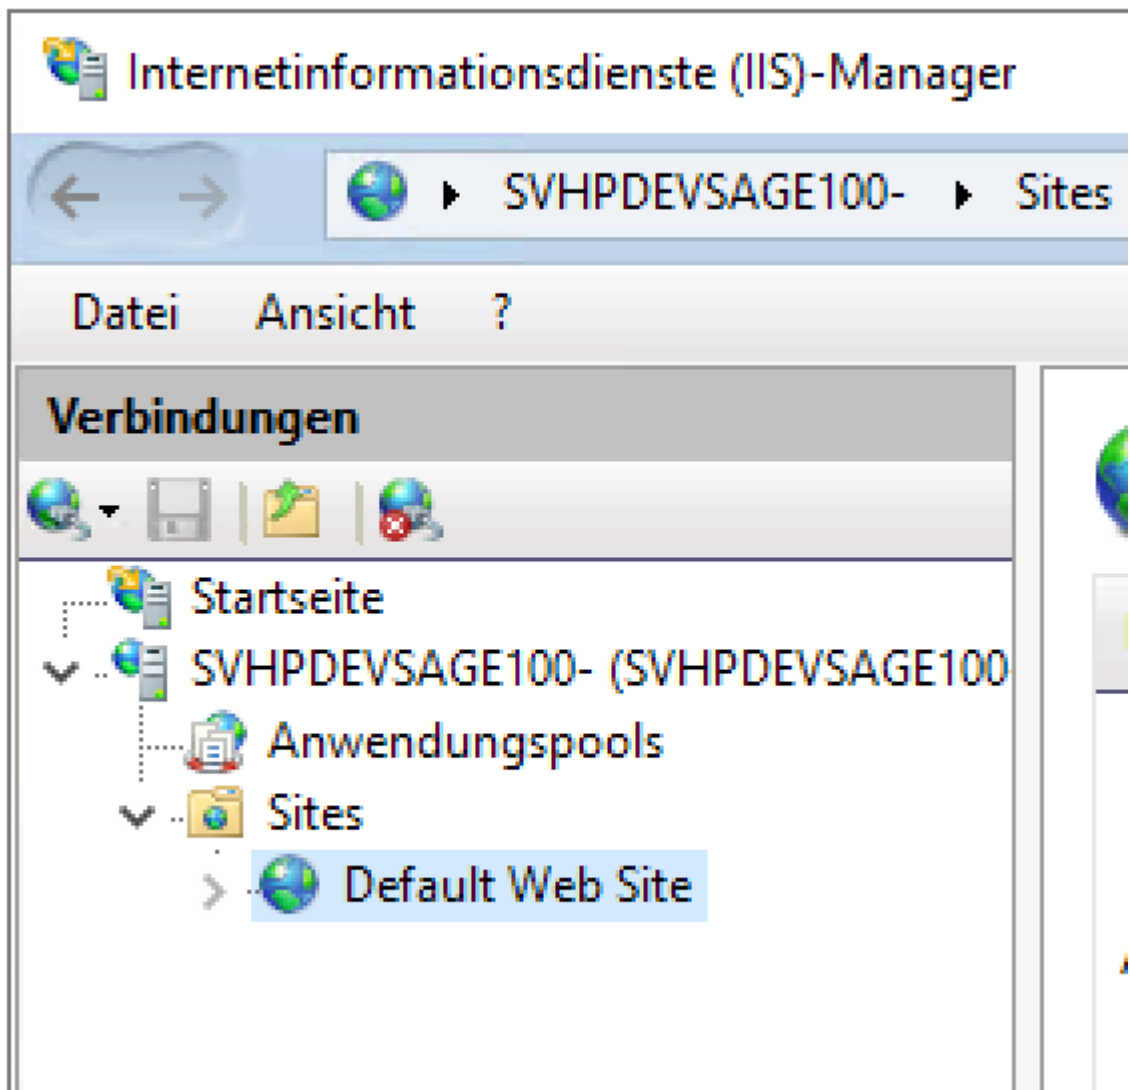 Internetinformationsdienste (IIS)-Manager
SVHPDEVSAGE100- Sites
Datei Ansicht ?
Verbindungen
Startseite
SVHPDEVSAGE100- (SVHPDEVSAGE100
Anwendungspools
Sites
Default Web Site